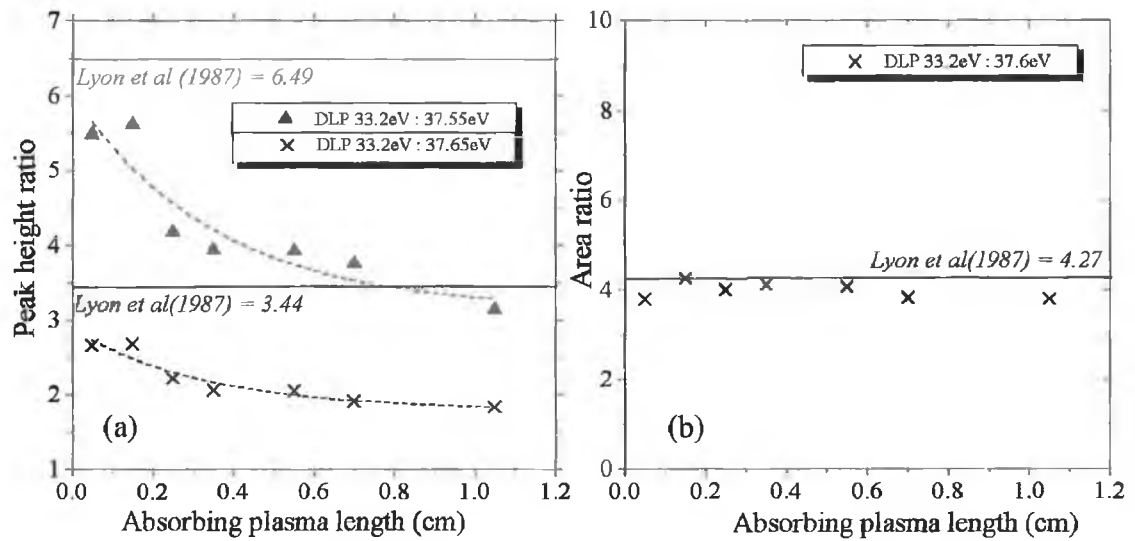 7
6
5
4
3
2
1
Peak height ratio
Lyon et al (1987) = 6.49
DLP 33.2eV : 37.55eV
DLP 33.2eV : 37.65eV
Lyon et al(1987) = 3.44
(a)
0.0 0.2 0.4 0.6 0.8 1.0 1.2
Absorbing plasma length (cm)
10
8
6
4
2
0
Area ratio
DLP 33.2eV : 37.6eV
Lyon et al(1987) = 4.27
(b)
0.0 0.2 0.4 0.6 0.8 1.0 1.2
Absorbing plasma length (cm)